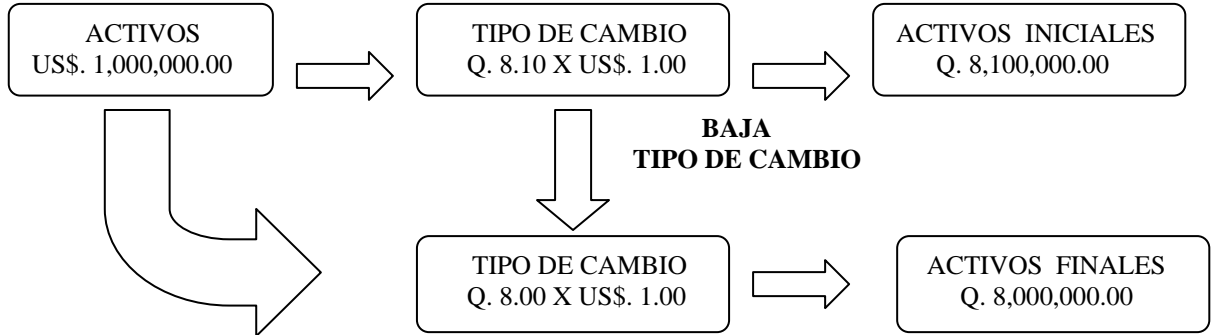 ACTIVOS
US$. 1,000,000.00
TIPO DE CAMBIO
Q. 8.10 X US$. 1.00
ACTIVOS INICIALES
Q. 8,100,000.00
BAJA
TIPO DE CAMBIO
TIPO DE CAMBIO
Q. 8.00 X US$. 1.00
ACTIVOS FINALES
Q. 8,000,000.00